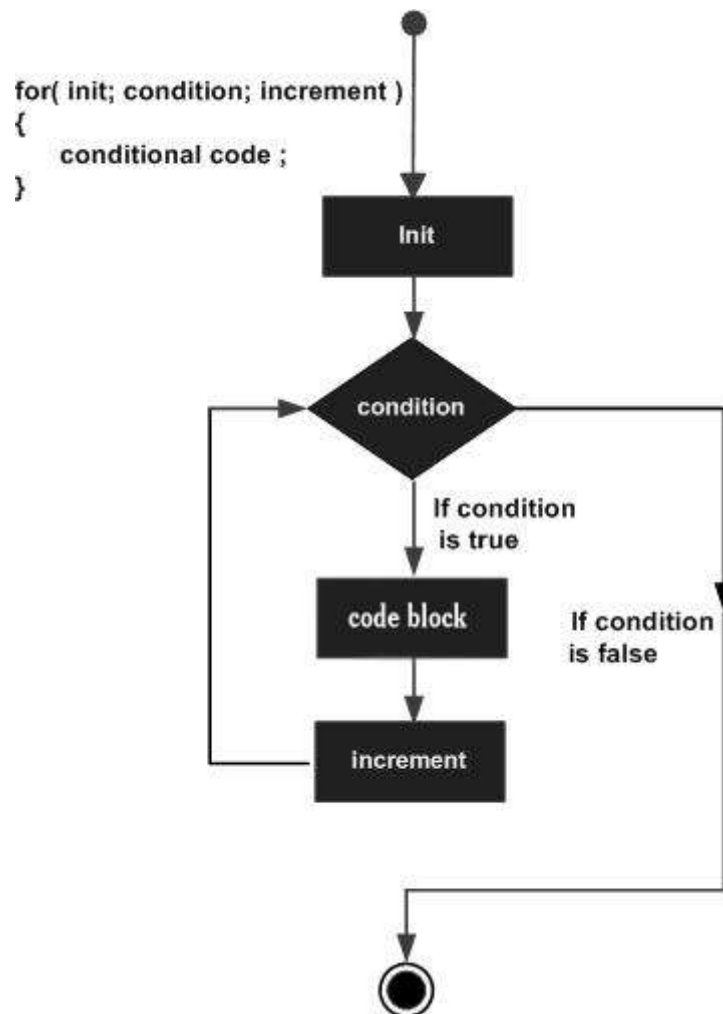 for( init; condition; increment )
{
conditional code ;
}
Init
condition
If condition
is true
code block
If condition
is false
increment